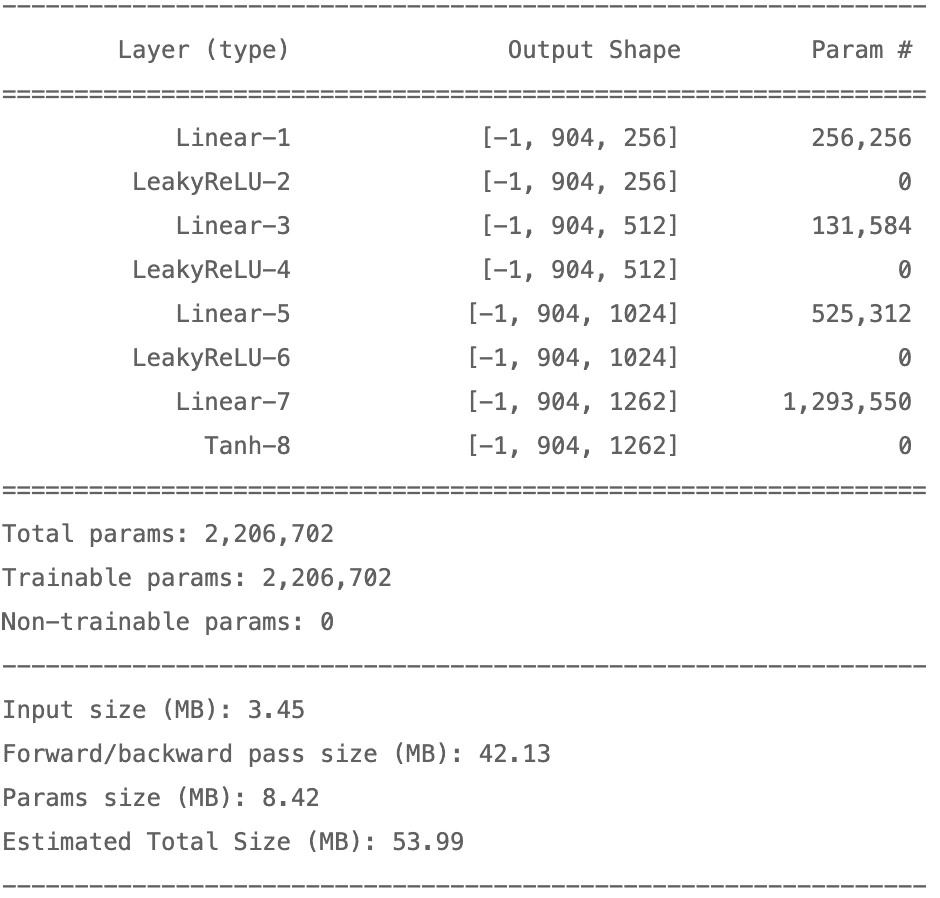 ----------------------------------------------------------------
Layer (type) Output Shape Param #
================================================================
Linear-1 [-1, 904, 256] 256,256
LeakyReLU-2 [-1, 904, 256] 0
Linear-3 [-1, 904, 512] 131,584
LeakyReLU-4 [-1, 904, 512] 0
Linear-5 [-1, 904, 1024] 525,312
LeakyReLU-6 [-1, 904, 1024] 0
Linear-7 [-1, 904, 1262] 1,293,550
Tanh-8 [-1, 904, 1262] 0
================================================================
Total params: 2,206,702
Trainable params: 2,206,702
Non-trainable params: 0
----------------------------------------------------------------
Input size (MB): 3.45
Forward/backward pass size (MB): 42.13
Params size (MB): 8.42
Estimated Total Size (MB): 53.99
----------------------------------------------------------------